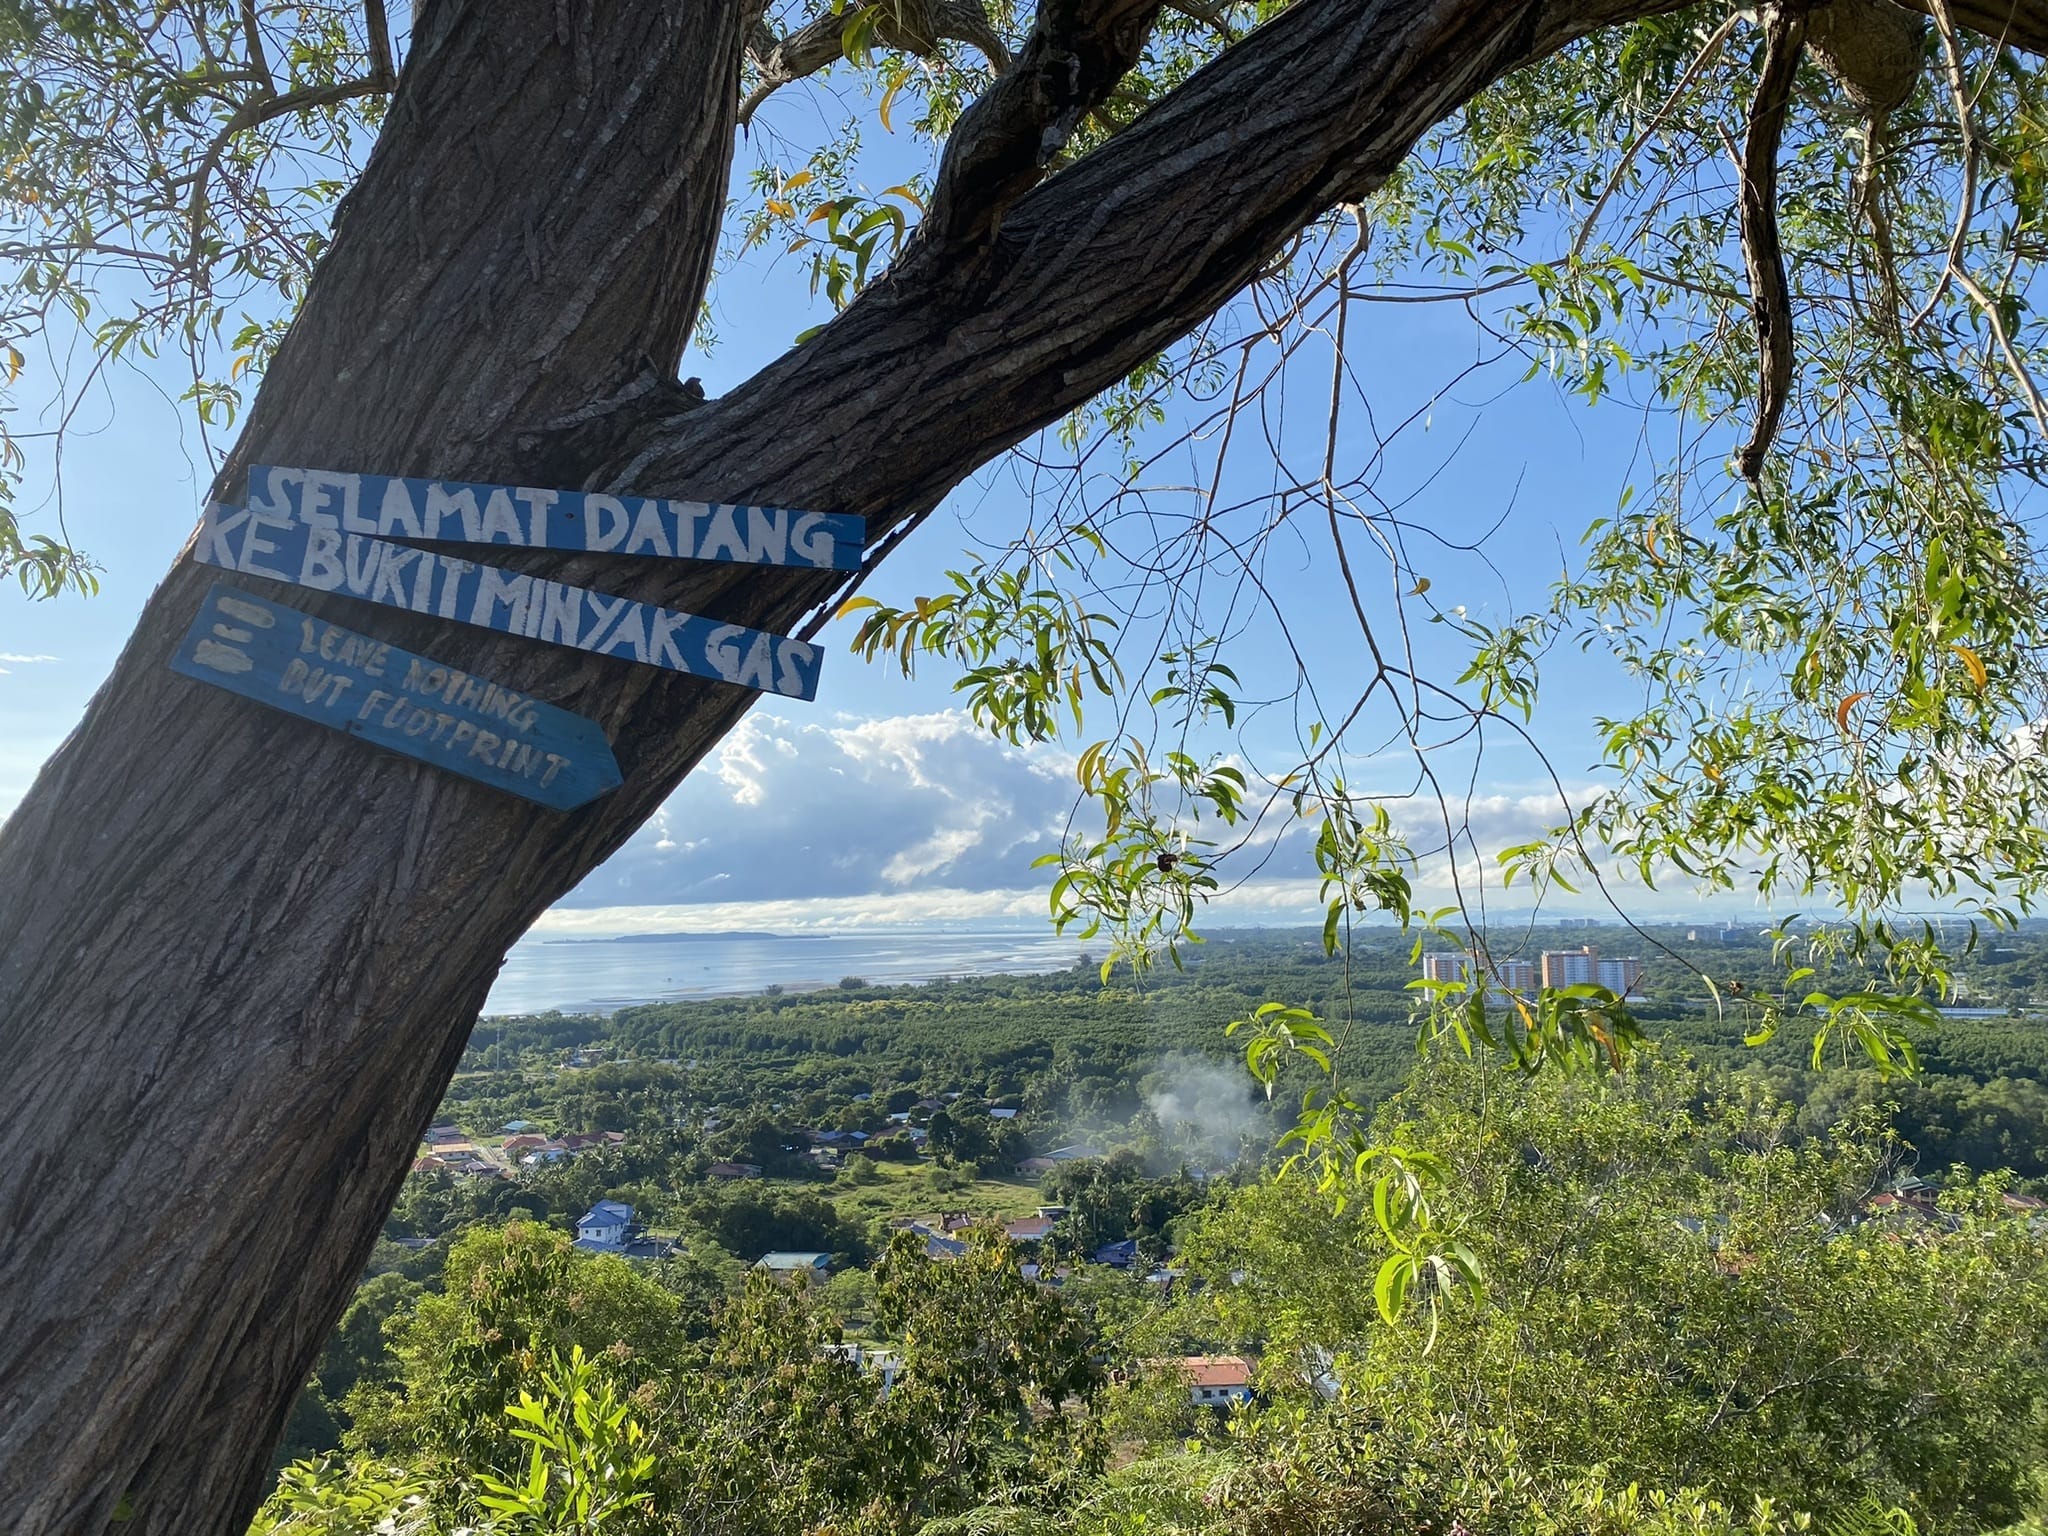 SELAMAT DATANG
KE BUKIT MINYAK GAS
LEAVE NOTHING
BUT FOOTPRINT